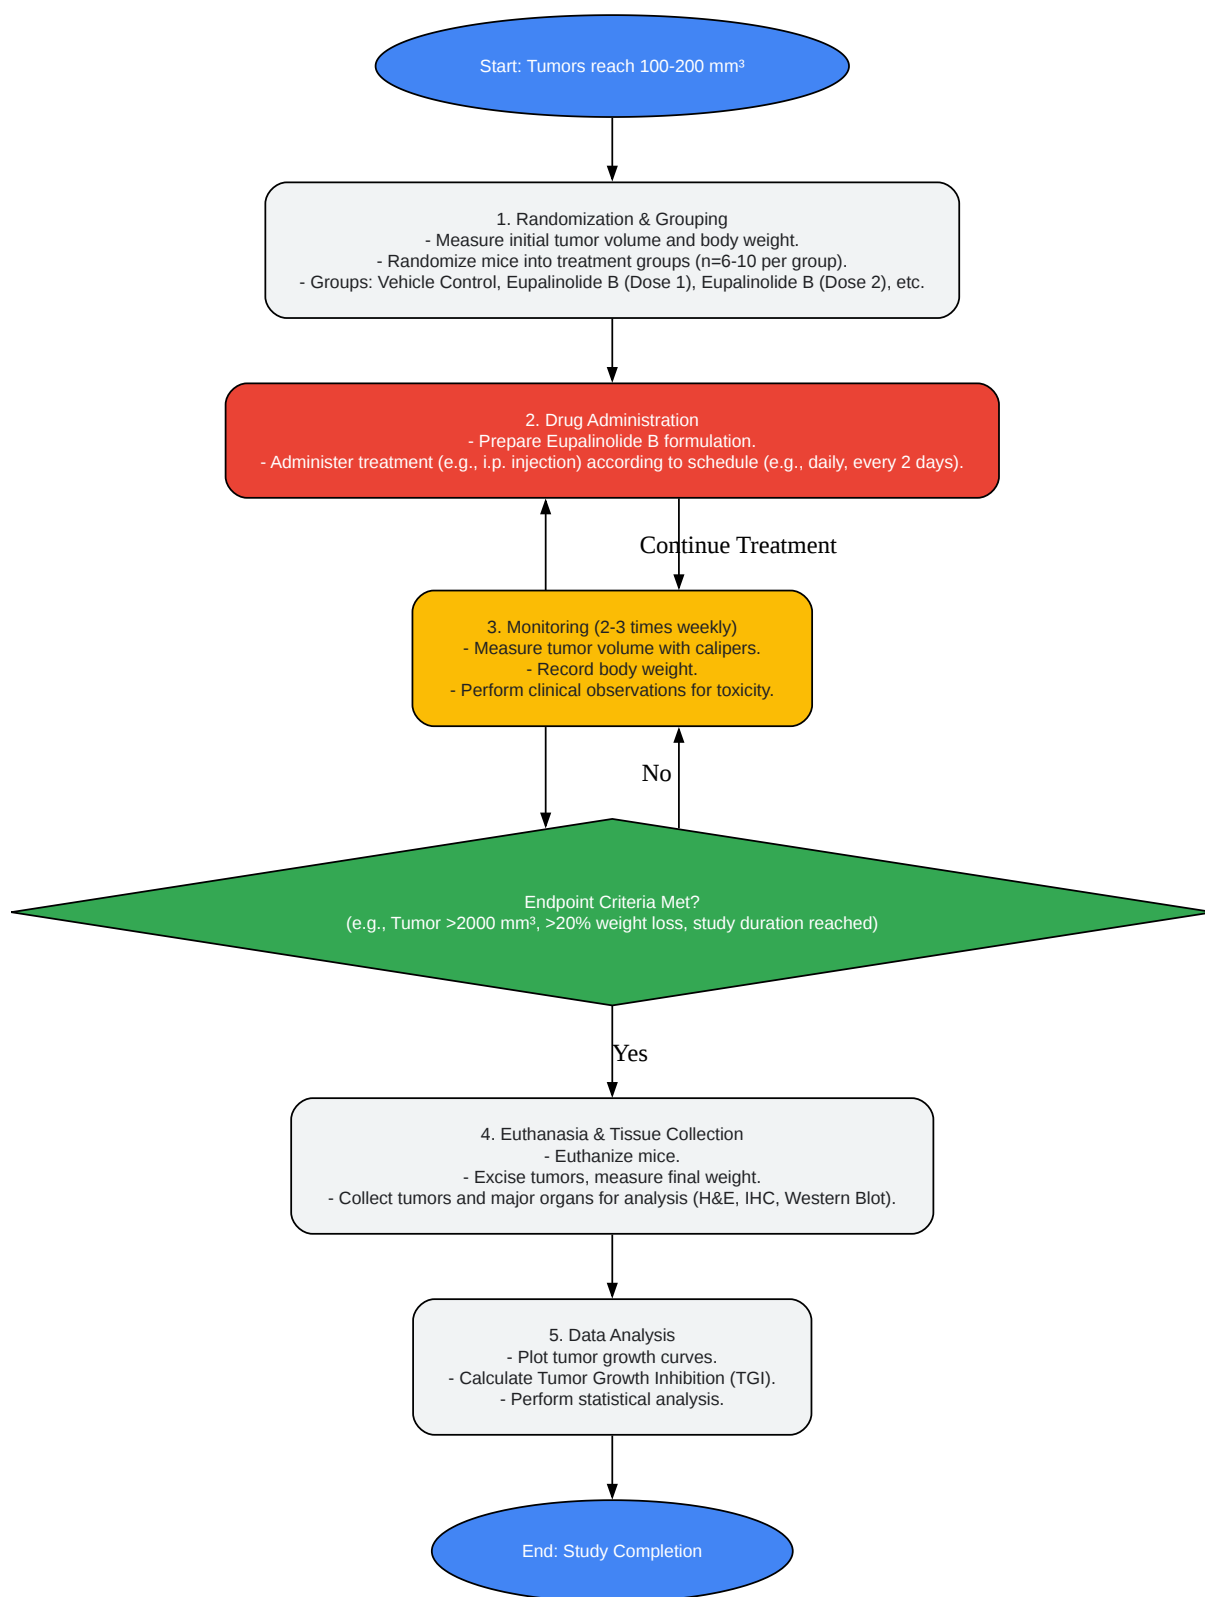 Start: Tumors reach 100-200 mm³
1. Randomization & Grouping
- Measure initial tumor volume and body weight.
- Randomize mice into treatment groups (n=6-10 per group).
- Groups: Vehicle Control, Eupalinolide B (Dose 1), Eupalinolide B (Dose 2), etc.
2. Drug Administration
- Prepare Eupalinolide B formulation.
- Administer treatment (e.g., i.p. injection) according to schedule (e.g., daily, every 2 days).
Continue Treatment
3. Monitoring (2-3 times weekly)
- Measure tumor volume with calipers.
- Record body weight.
- Perform clinical observations for toxicity.
No
Endpoint Criteria Met?
(e.g., Tumor >2000 mm³, >20% weight loss, study duration reached)
Yes
4. Euthanasia & Tissue Collection
- Euthanize mice.
- Excise tumors, measure final weight.
- Collect tumors and major organs for analysis (H&E, IHC, Western Blot).
5. Data Analysis
- Plot tumor growth curves.
- Calculate Tumor Growth Inhibition (TGI).
- Perform statistical analysis.
End: Study Completion